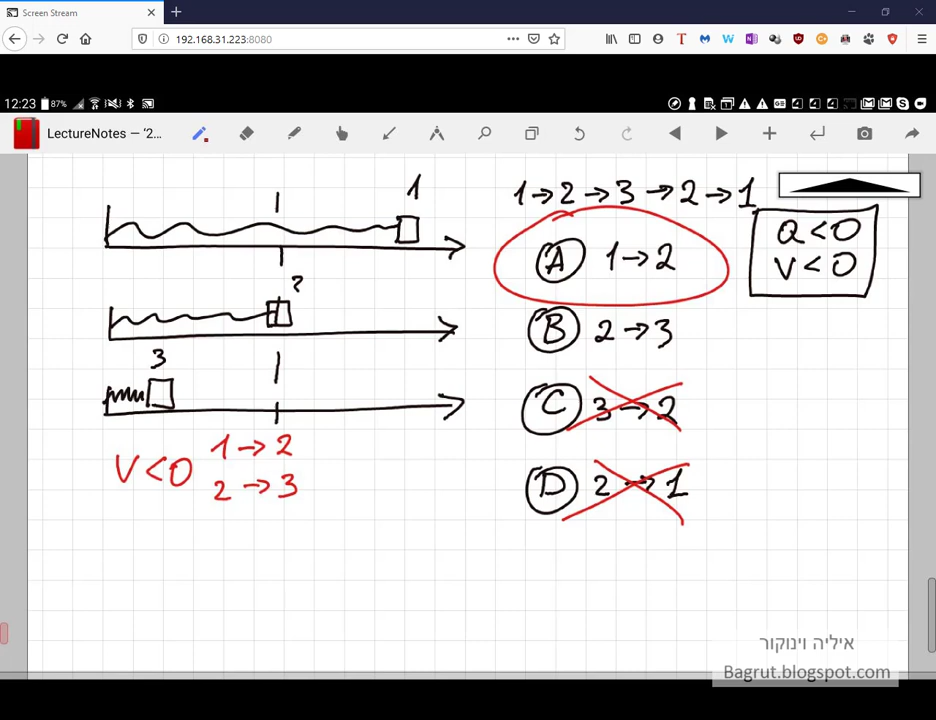 Screen Stream
192.168.31.223:8080
12:23 87%
LectureNotes — ‘2...
1
1→2→3→2→1
Q<0
V<0
A 1→2
2
B 2→3
3
C 3→2
V<0 1→2
2→3
D 2→1
איליה וינוקור
Bagrut.blogspot.com